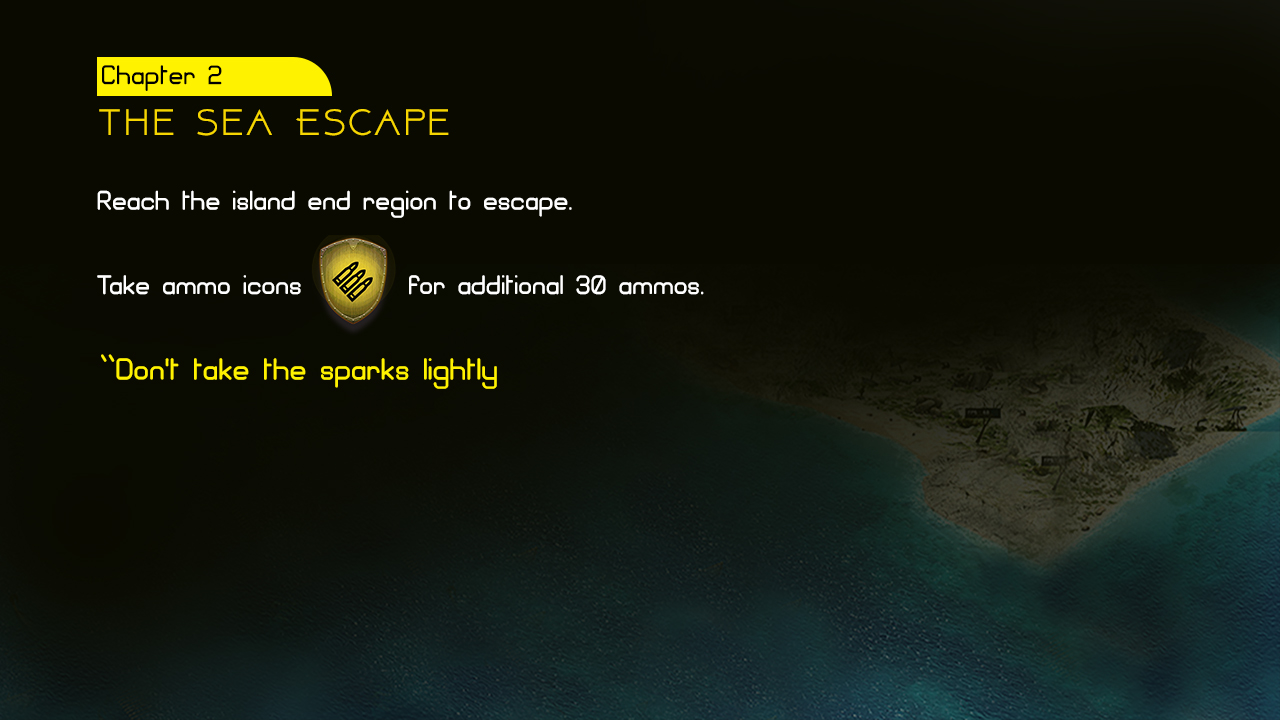 Chapter 2
THE SEA ESCAPE
Reach the island end region to escape.
Take ammo icons for additional 30 ammos.
``Don't take the sparks lightly